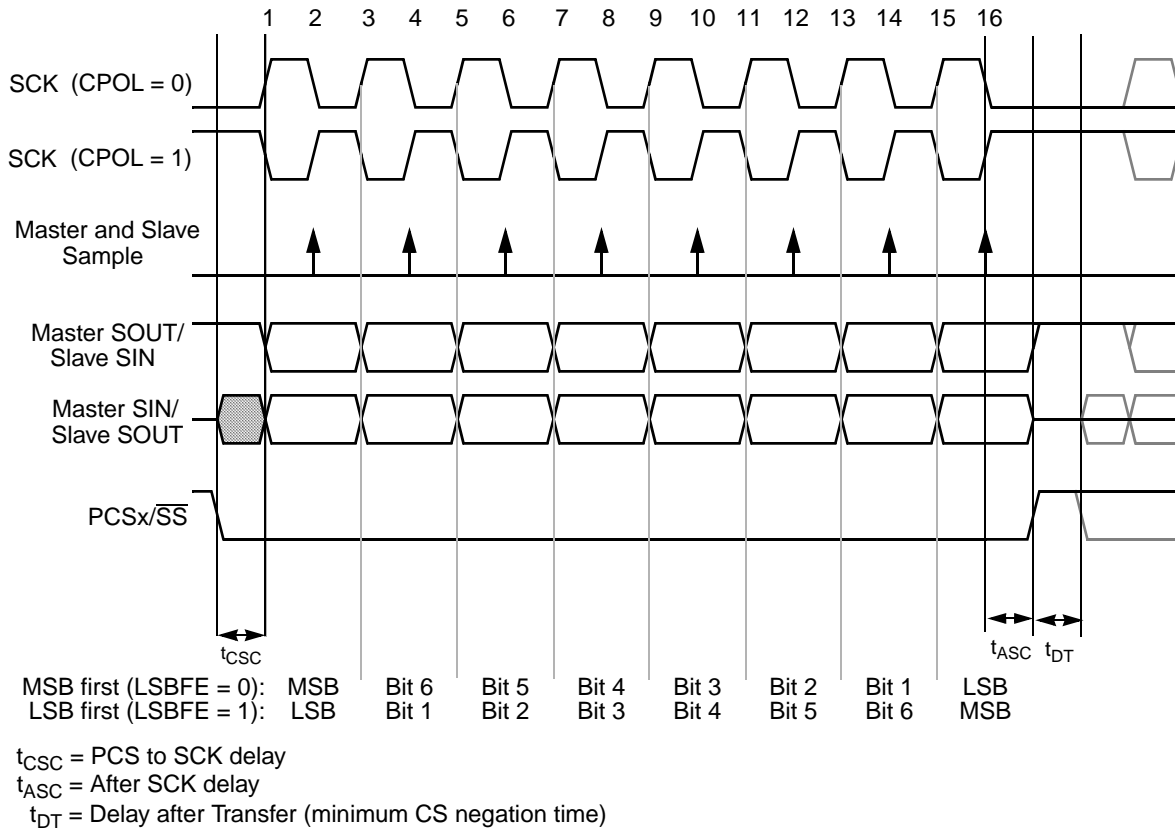 1 2 3 4 5 6 7 8 9 10 11 12 13 14 15 16
SCK (CPOL = 0)
SCK (CPOL = 1)
Master and Slave
Sample
Master SOUT/
Slave SIN
Master SIN/
Slave SOUT
PCSx/SS
tCSC
tASC tDT
MSB first (LSBFE = 0): MSB Bit 6 Bit 5 Bit 4 Bit 3 Bit 2 Bit 1 LSB
LSB first (LSBFE = 1): LSB Bit 1 Bit 2 Bit 3 Bit 4 Bit 5 Bit 6 MSB
tCSC = PCS to SCK delay
tASC = After SCK delay
tDT = Delay after Transfer (minimum CS negation time)